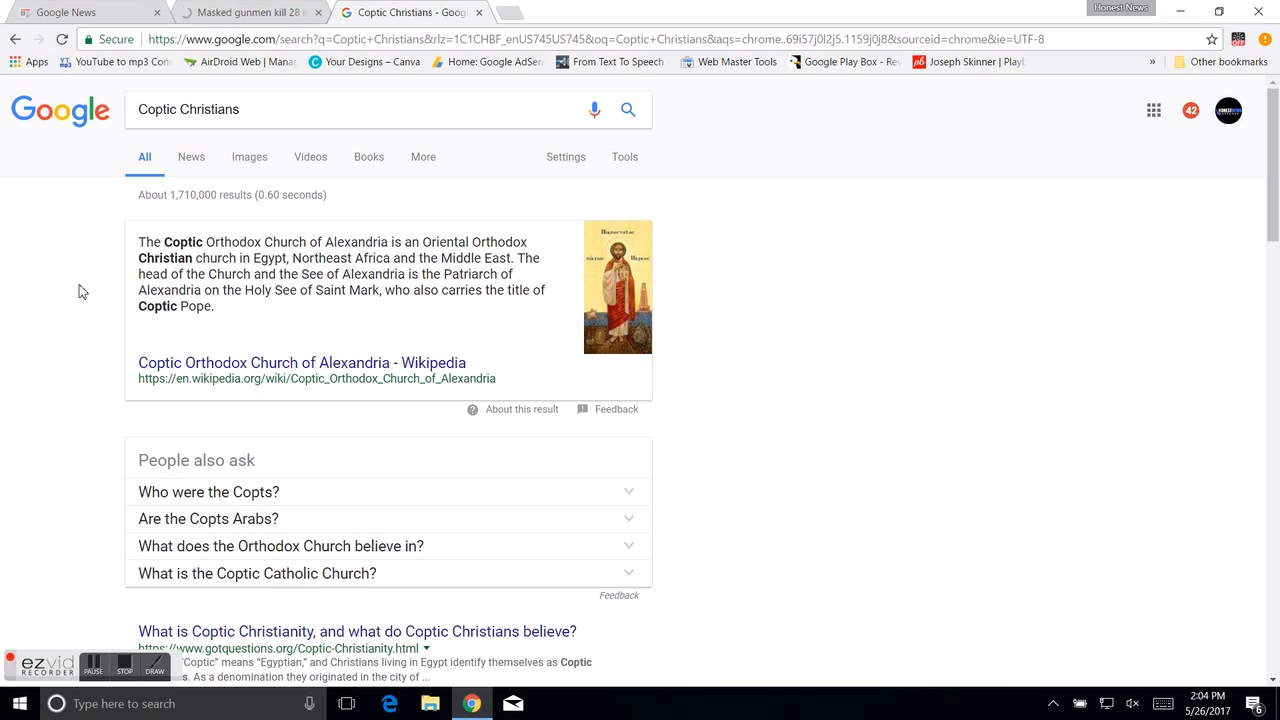 Google News
Masked gunmen kill 28 i
Coptic Christians - Goog
Honest News
Secure
https://www.google.com/search?q=Coptic+Christians&rlz=1C1CHBF_enUS745US745&oq=Coptic+Christians&aqs=chrome..69i57j0l2j5.1159j0j8&sourceid=chrome&ie=UTF-8
Apps
YouTube to mp3 Con
AirDroid Web | Manag
Your Designs – Canva
Home: Google AdSen
From Text To Speech
Web Master Tools
Google Play Box - Rev
Joseph Skinner | Playb
»
Other bookmarks
Google
Coptic Christians
42
All
News
Images
Videos
Books
More
Settings
Tools
About 1,710,000 results (0.60 seconds)
The Coptic Orthodox Church of Alexandria is an Oriental Orthodox
Christian church in Egypt, Northeast Africa and the Middle East. The
head of the Church and the See of Alexandria is the Patriarch of
Alexandria on the Holy See of Saint Mark, who also carries the title of
Coptic Pope.
Coptic Orthodox Church of Alexandria - Wikipedia
https://en.wikipedia.org/wiki/Coptic_Orthodox_Church_of_Alexandria
About this result
Feedback
People also ask
Who were the Copts?
Are the Copts Arabs?
What does the Orthodox Church believe in?
What is the Coptic Catholic Church?
Feedback
What is Coptic Christianity, and what do Coptic Christians believe?
https://www.gotquestions.org/Coptic-Christianity.html
"Coptic" means "Egyptian," and Christians living in Egypt identify themselves as Coptic
s. As a denomination they originated in the city of ...
ezvid
RECORDER
PAUSE
STOP
DRAW
Type here to search
2:04 PM
5/26/2017
6